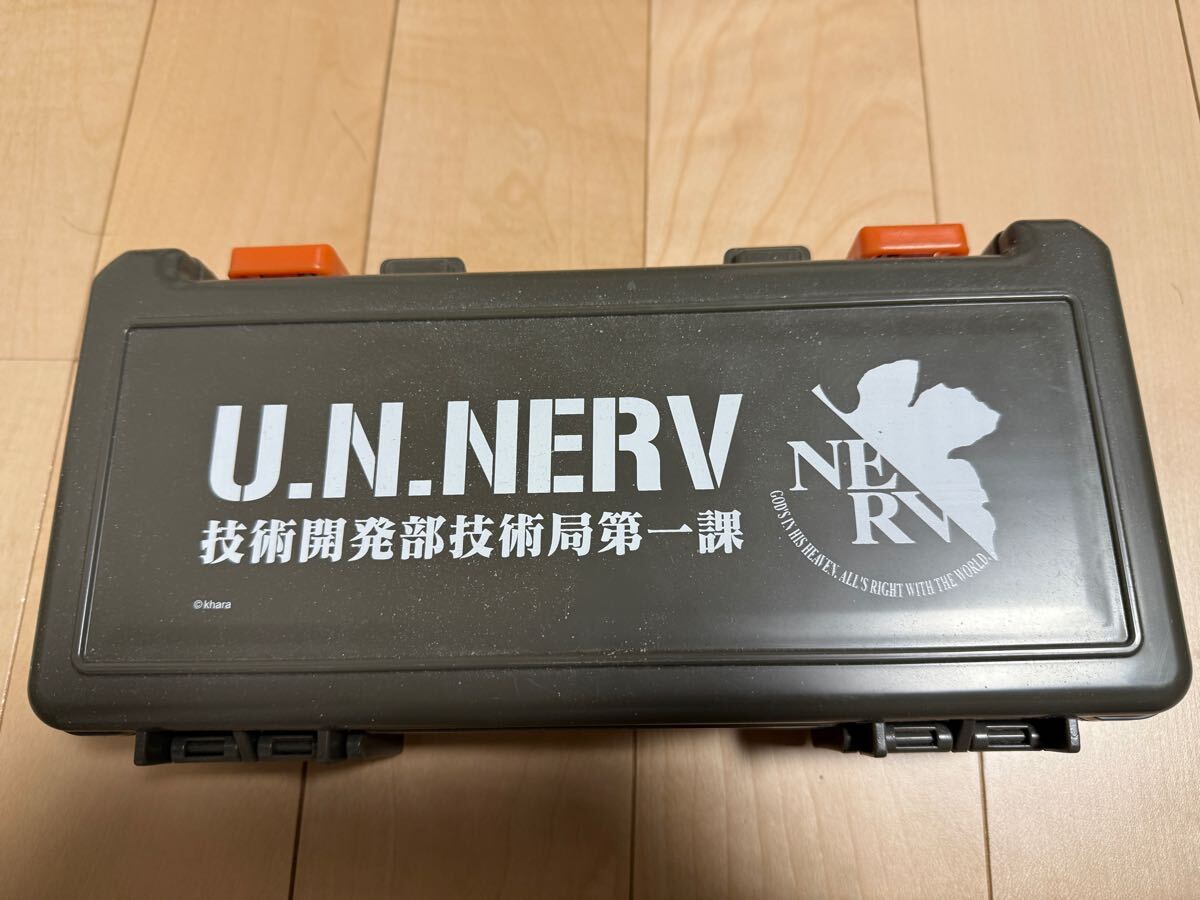 U.N.NERV
技術開発部技術局第一課
©khara
NERV
GOD'S IN HIS HEAVEN. ALL'S RIGHT WITH THE WORLD.